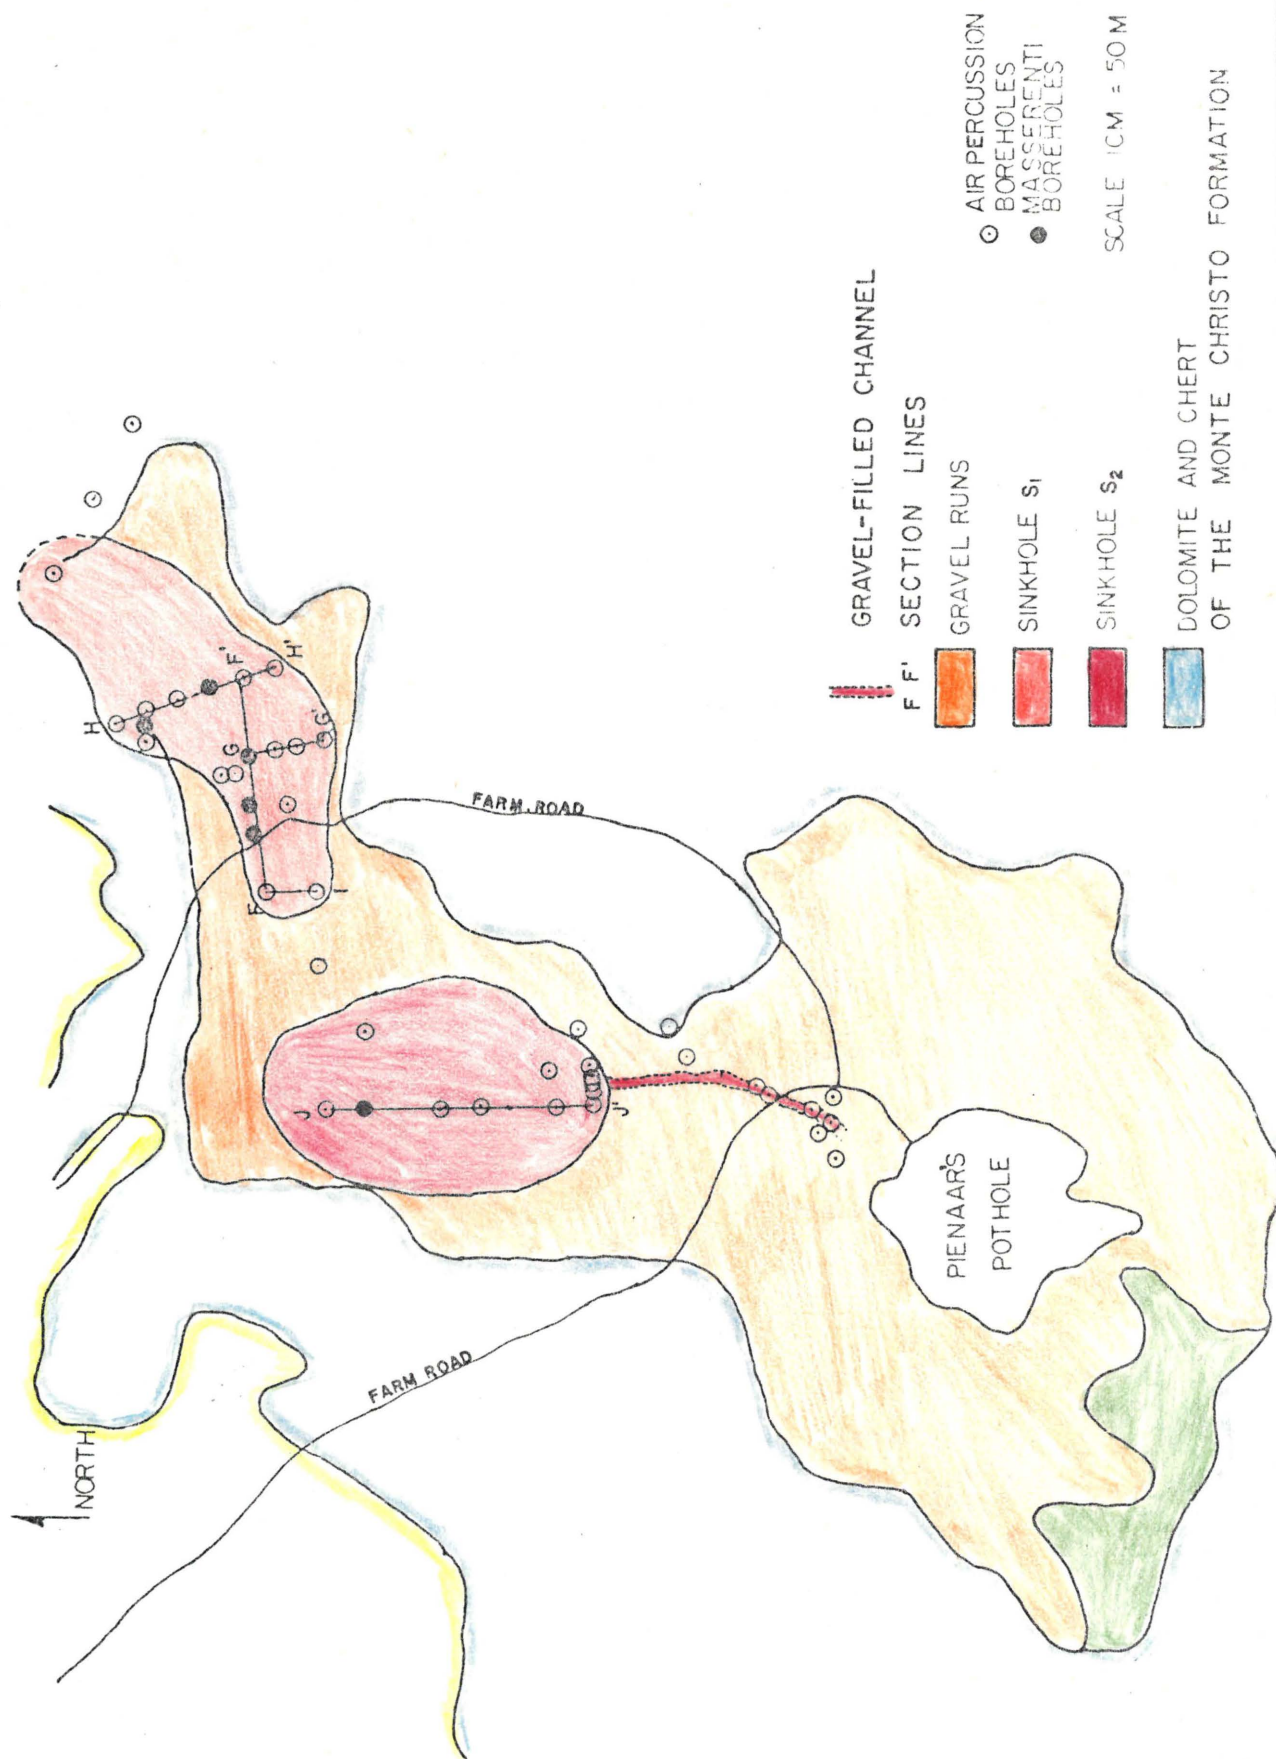 NORTH
FARM ROAD
FARM ROAD
PIENAAR'S
POTHOLE
H
H'
F'
G
G'
F
I
J
J'
GRAVEL-FILLED CHANNEL
F F' SECTION LINES
GRAVEL RUNS
SINKHOLE S1
SINKHOLE S2
DOLOMITE AND CHERT
OF THE MONTE CHRISTO FORMATION
AIR PERCUSSION
BOREHOLES
MASSERENTI
BOREHOLES
SCALE 1CM = 50M